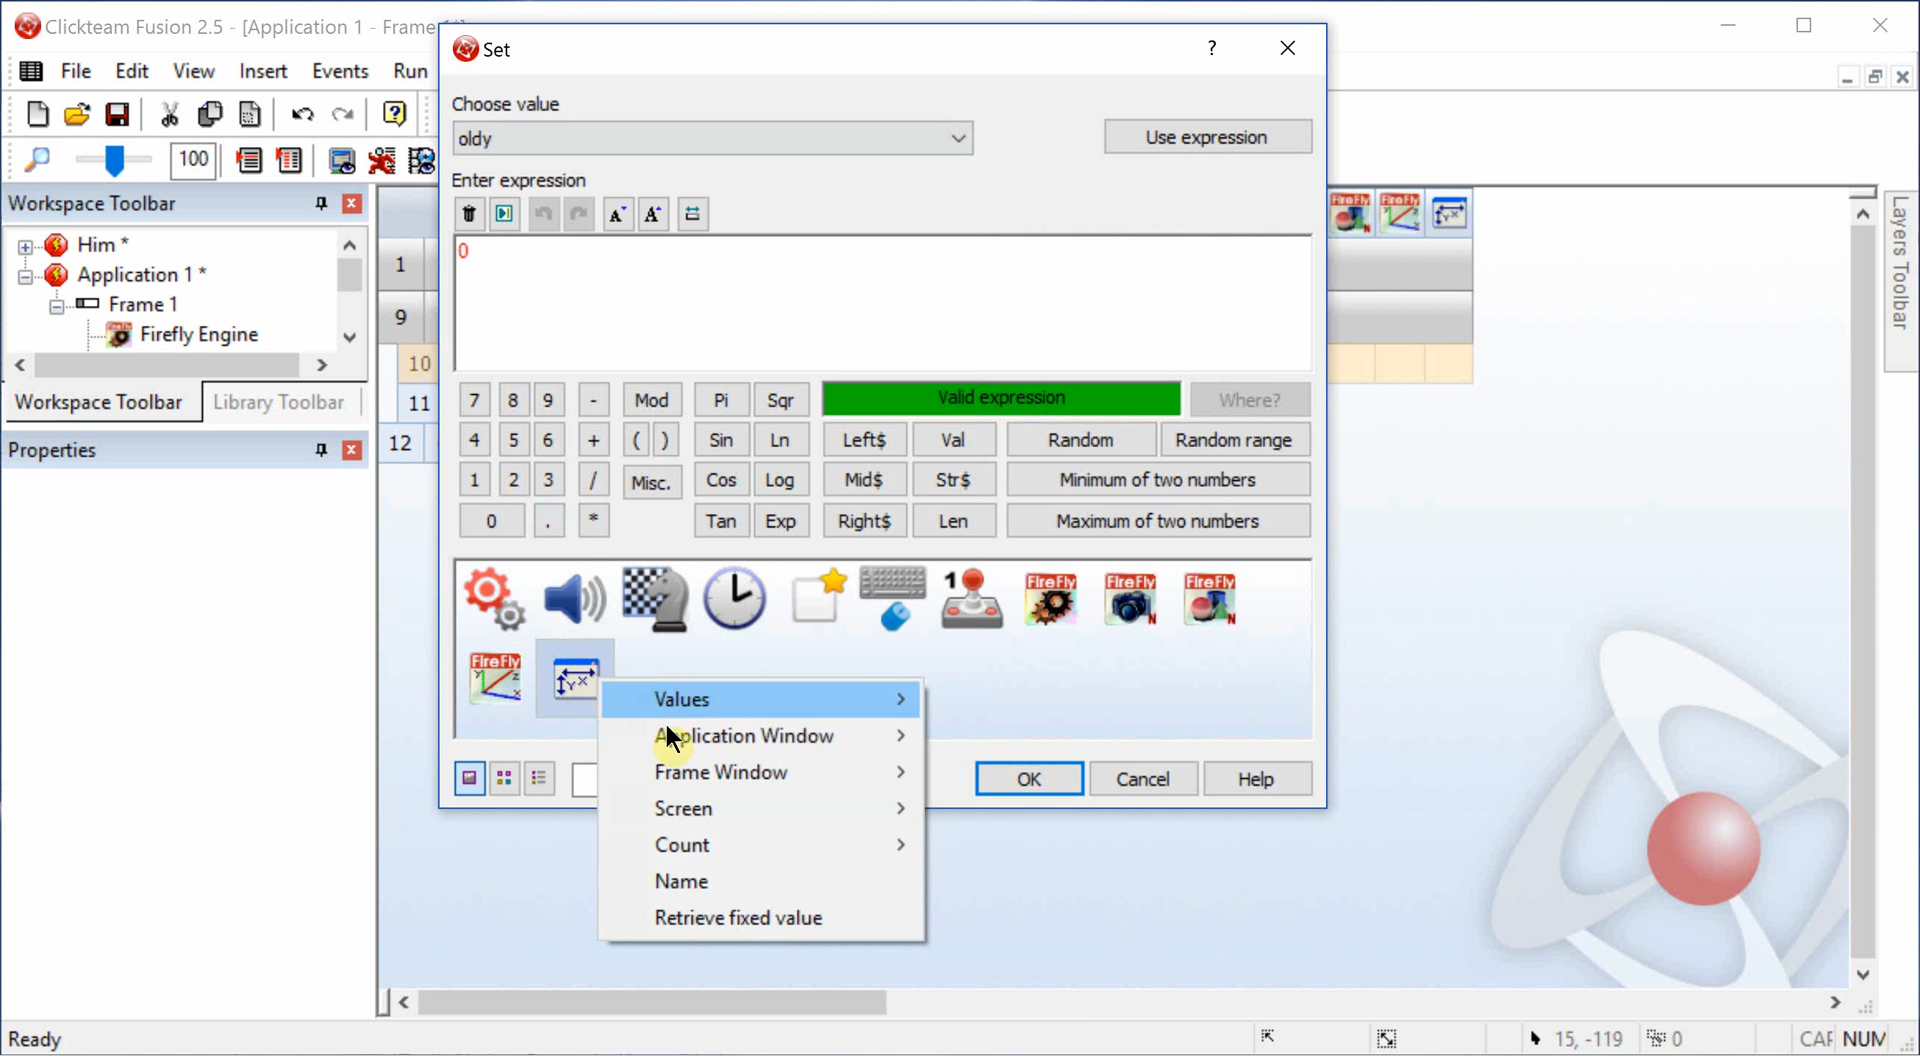 Clickteam Fusion 2.5 - [Application 1 - Frame
File Edit View Insert Events Run
100
Workspace Toolbar
Him *
Application 1 *
Frame 1
Firefly Engine
Workspace Toolbar Library Toolbar
Properties
1
9
10
11
12
Set
?
Choose value
oldy
Use expression
Enter expression
A A
0
7 8 9 - Mod Pi Sqr Valid expression Where?
4 5 6 + ( ) Sin Ln Left$ Val Random Random range
1 2 3 / Misc. Cos Log Mid$ Str$ Minimum of two numbers
0 . * Tan Exp Right$ Len Maximum of two numbers
1 FireFly FireFly N FireFly N
FireFly y z x Y X
Values
Application Window
Frame Window
Screen
Count
Name
Retrieve fixed value
OK Cancel Help
FireFly N FireFly Y X
Layers Toolbar
Ready
15, -119 0 CAP NUM